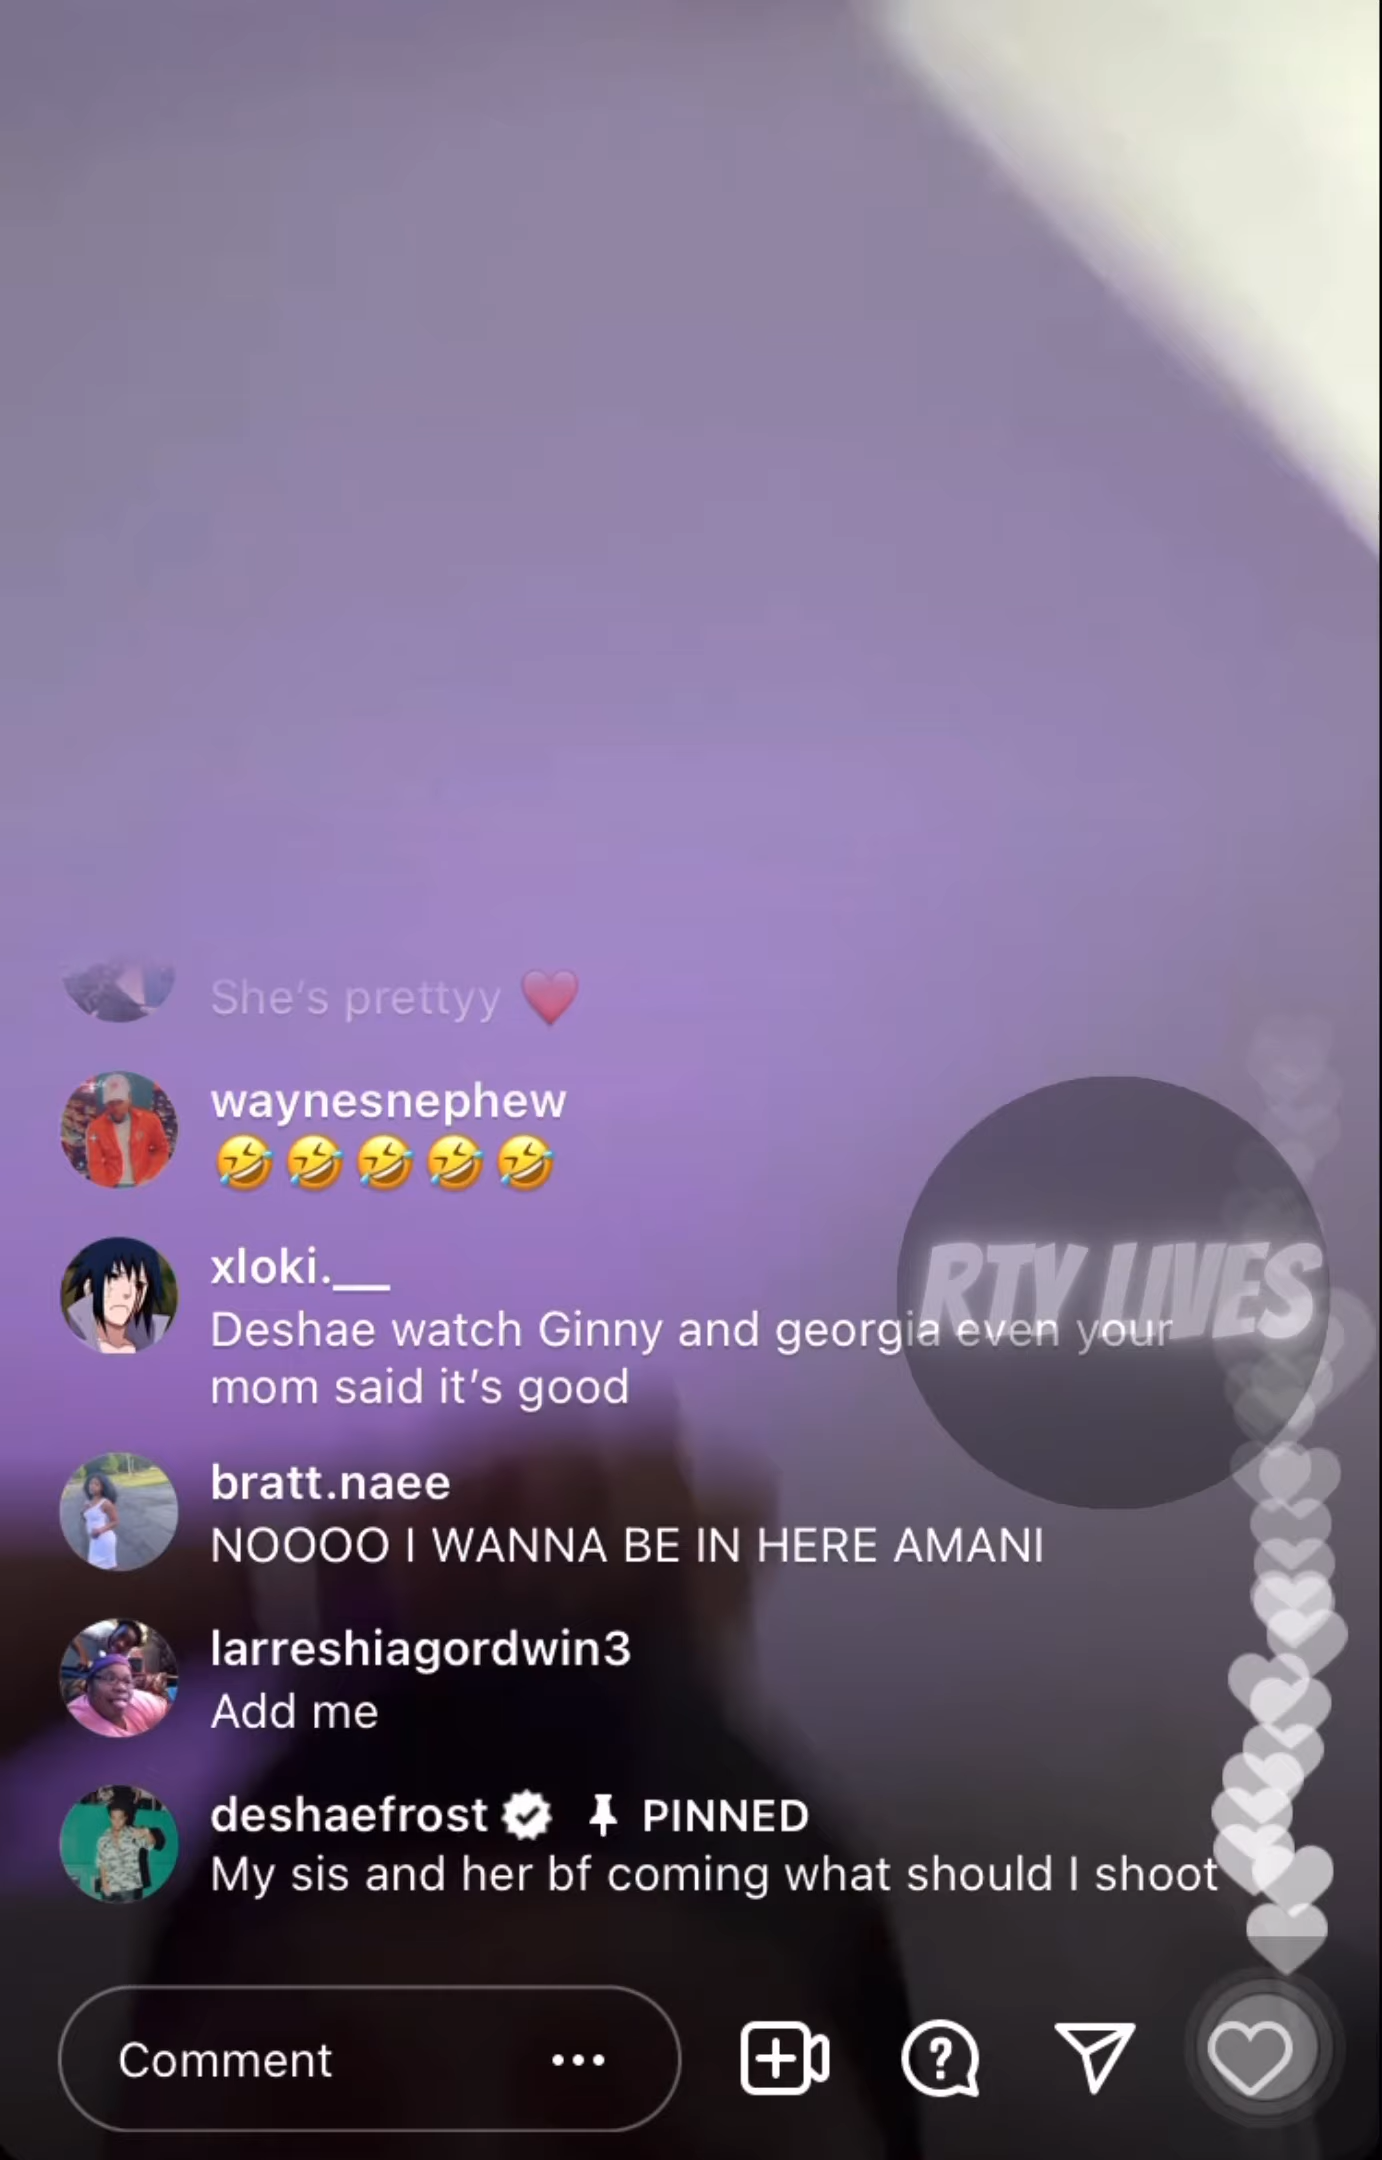 She's prettyy ❤️
waynesnephew
🤣🤣🤣🤣🤣
xloki.__
Deshae watch Ginny and georgia even your
mom said it's good
RTY LIVES
bratt.naee
NOOOO I WANNA BE IN HERE AMANI
larreshiagordwin3
Add me
deshaefrost PINNED
My sis and her bf coming what should I shoot
Comment ...